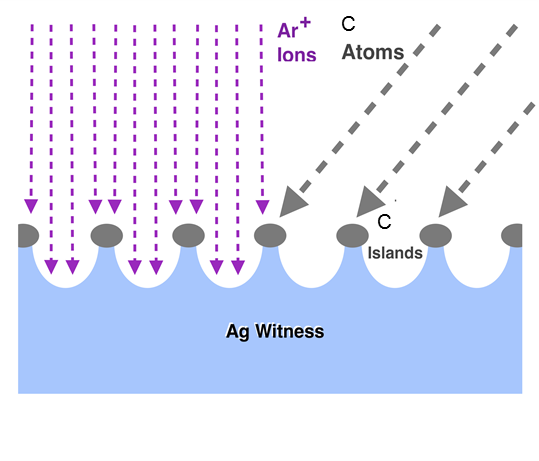 Ar+
Ions
C
Atoms
C
Islands
Ag Witness